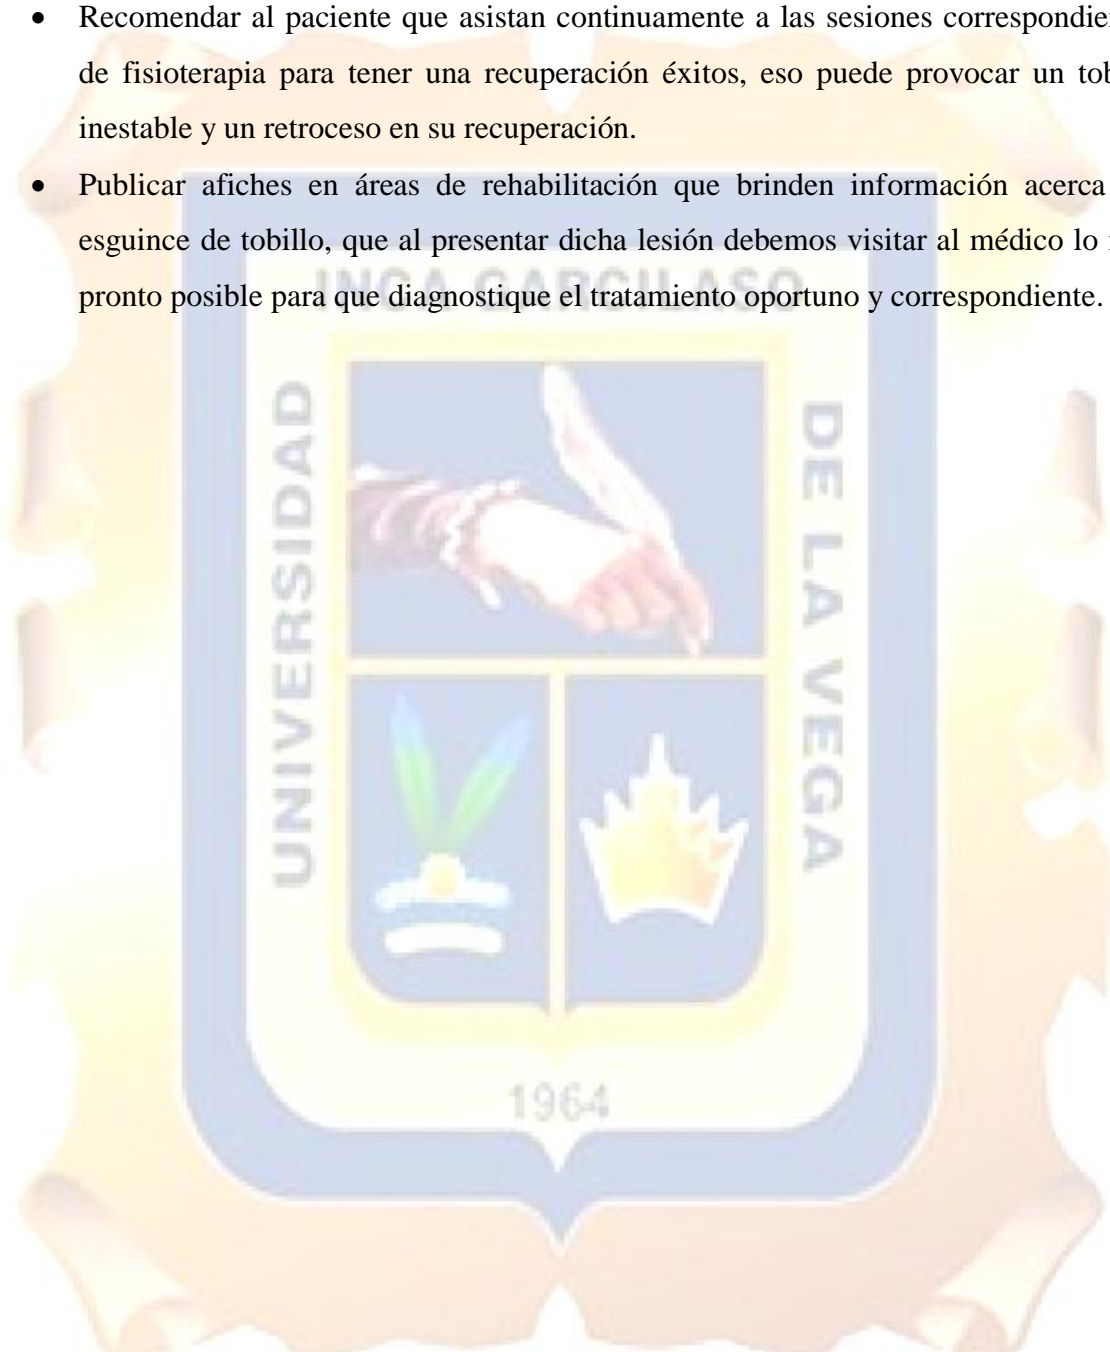 • Recomendar al paciente que asistan continuamente a las sesiones correspondien
de fisioterapia para tener una recuperación éxitos, eso puede provocar un tob
inestable y un retroceso en su recuperación.
• Publicar afiches en áreas de rehabilitación que brinden información acerca
esguince de tobillo, que al presentar dicha lesión debemos visitar al médico lo
pronto posible para que diagnostique el tratamiento oportuno y correspondiente.
INCA GARCILASO
UNIVERSIDAD
DE LA VEGA
1964